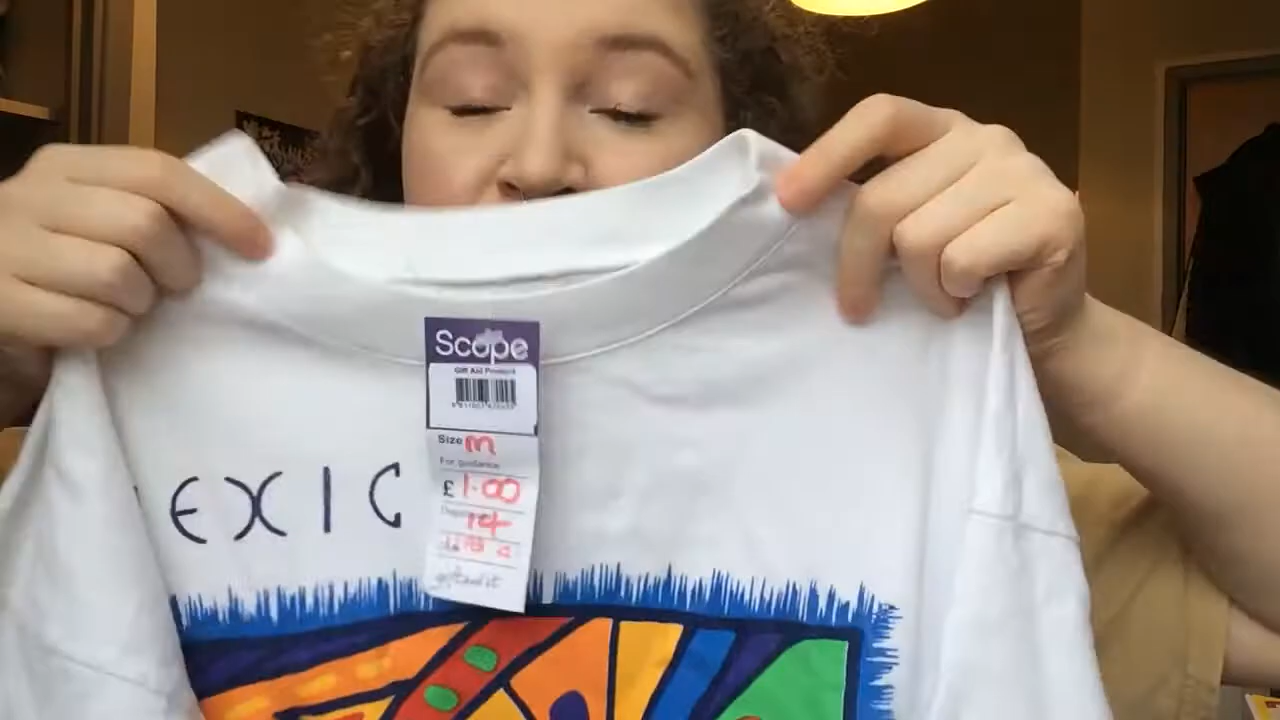 Scope
Gift Aid Product
Size m
For guidance
£ 1.00
14
EXIC